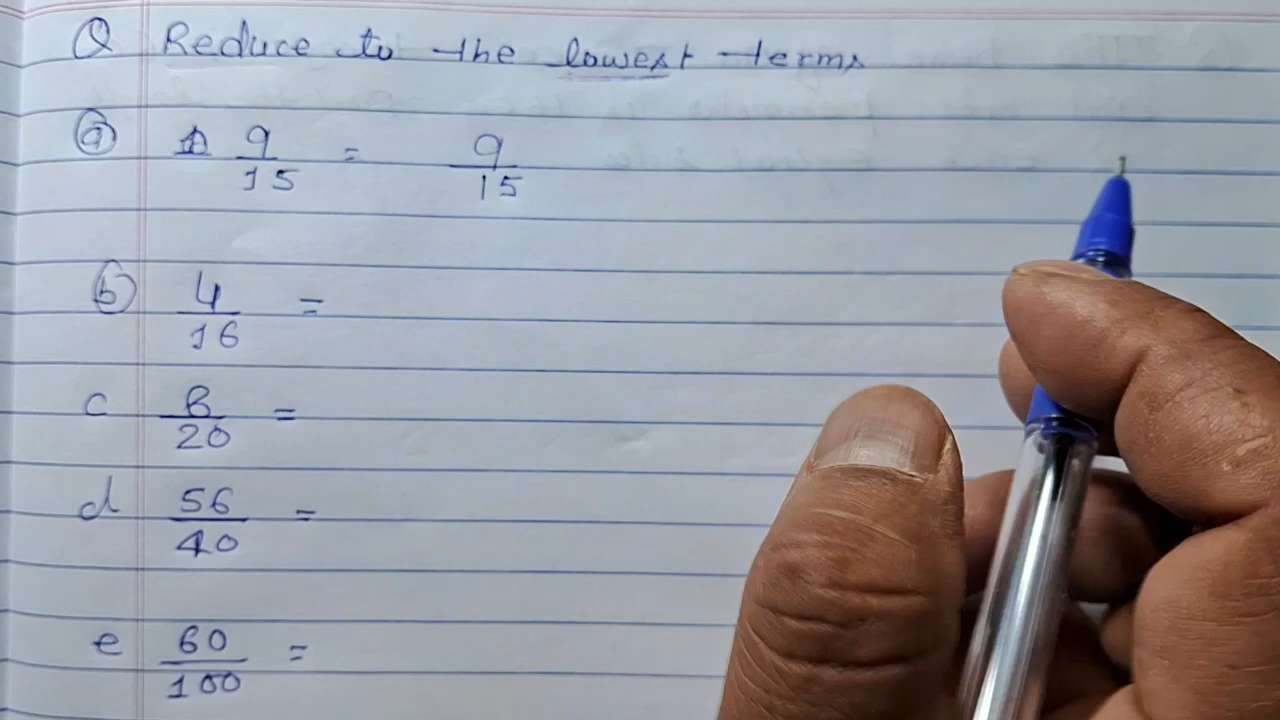 Q Reduce to the lowest terms
(a) 9/15 = 9/15
(b) 4/16 =
c 8/20 =
d 56/40 =
e 60/100 =